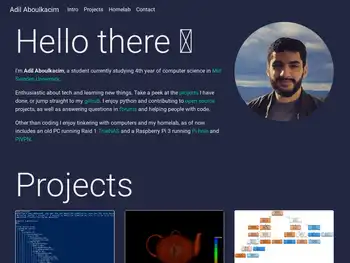 Adil Aboulkacim Intro Projects Homelab Contact
Hello there
I'm Adil Aboulkacim, a student currently studying 4th year of computer science in Mid
Sweden University.
Enthusiastic about tech and learning new things. Take a peek at the projects I have
done, or jump straight to my github. I enjoy python and contributing to open source
projects, as well as answering questions in forums and helping people with code.
Other than coding I enjoy tinkering with computers and my homelab, as of now
includes an old PC running Raid 1 TrueNAS and a Raspberry Pi 3 running Pi-hole and
PiVPN.
Projects